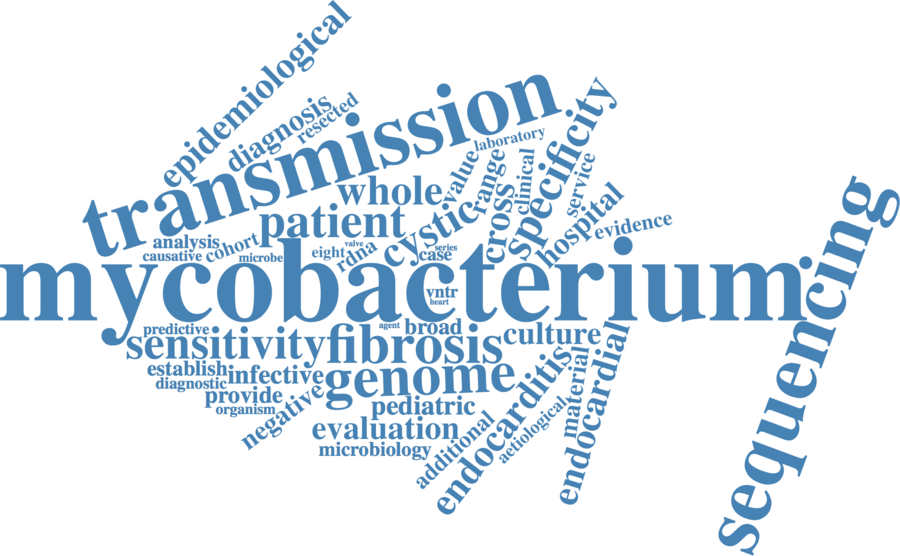 epidemiological
diagnosis
resected
transmission
laboratory
whole
value
range
clinical
specificity
service
patient
cystic
cross
hospital
evidence
analysis
cohort
causative
microbe
eight
valve
rdna
series
case
mycobacterium
vntr
heart
sequencing
predictive
agent
broad
culture
sensitivity
fibrosis
establish
infective
genome
diagnostic
provide
organism
negative
pediatric
evaluation
microbiology
additional
endocarditis
aetiological
material
endocardial